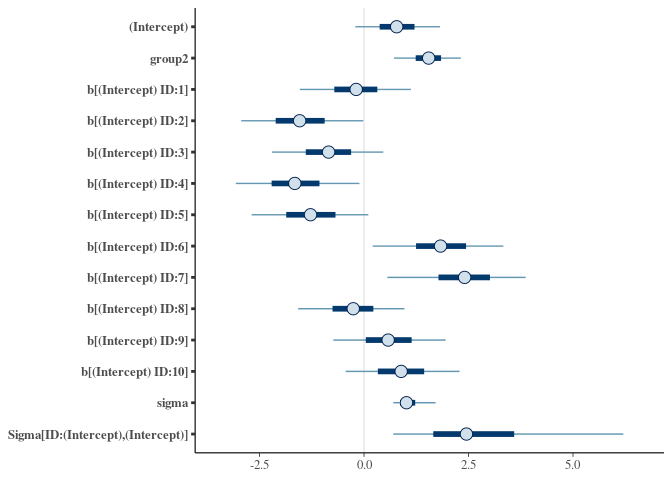 (Intercept)
group2
b[(Intercept) ID:1]
b[(Intercept) ID:2]
b[(Intercept) ID:3]
b[(Intercept) ID:4]
b[(Intercept) ID:5]
b[(Intercept) ID:6]
b[(Intercept) ID:7]
b[(Intercept) ID:8]
b[(Intercept) ID:9]
b[(Intercept) ID:10]
sigma
Sigma[ID:(Intercept),(Intercept)]
-2.5 0.0 2.5 5.0